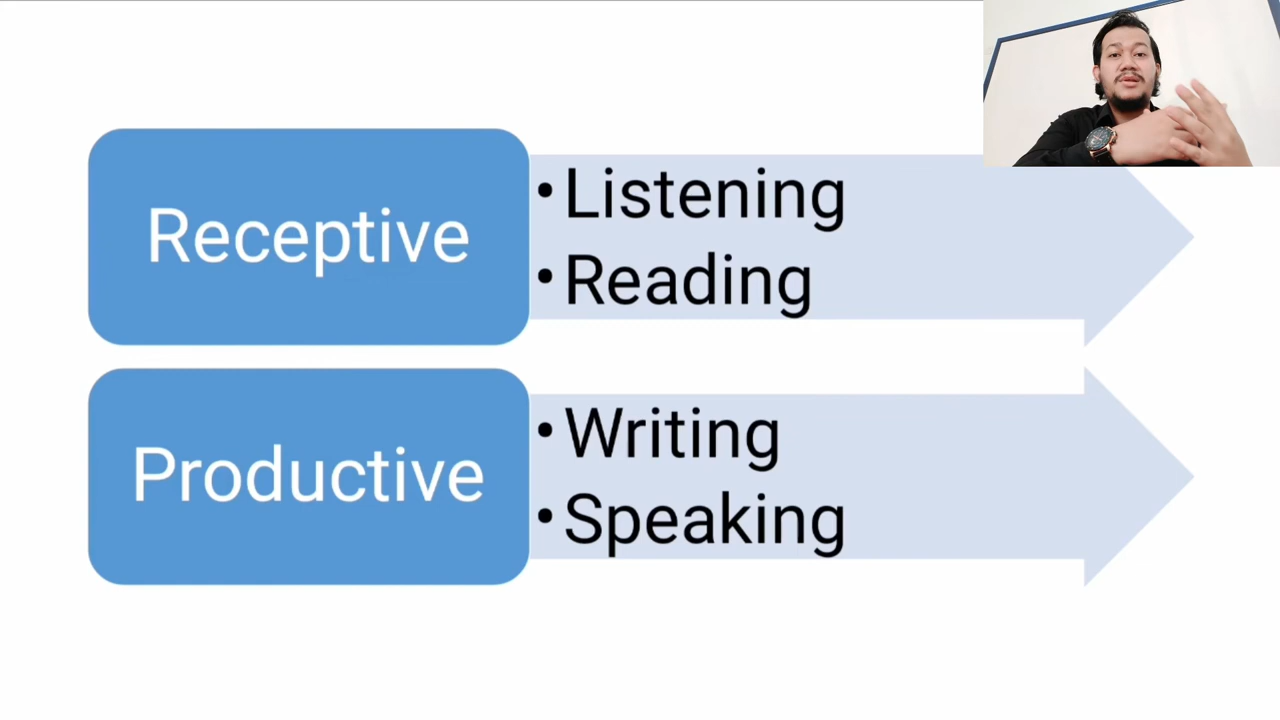 Receptive
• Listening
• Reading
Productive
• Writing
• Speaking